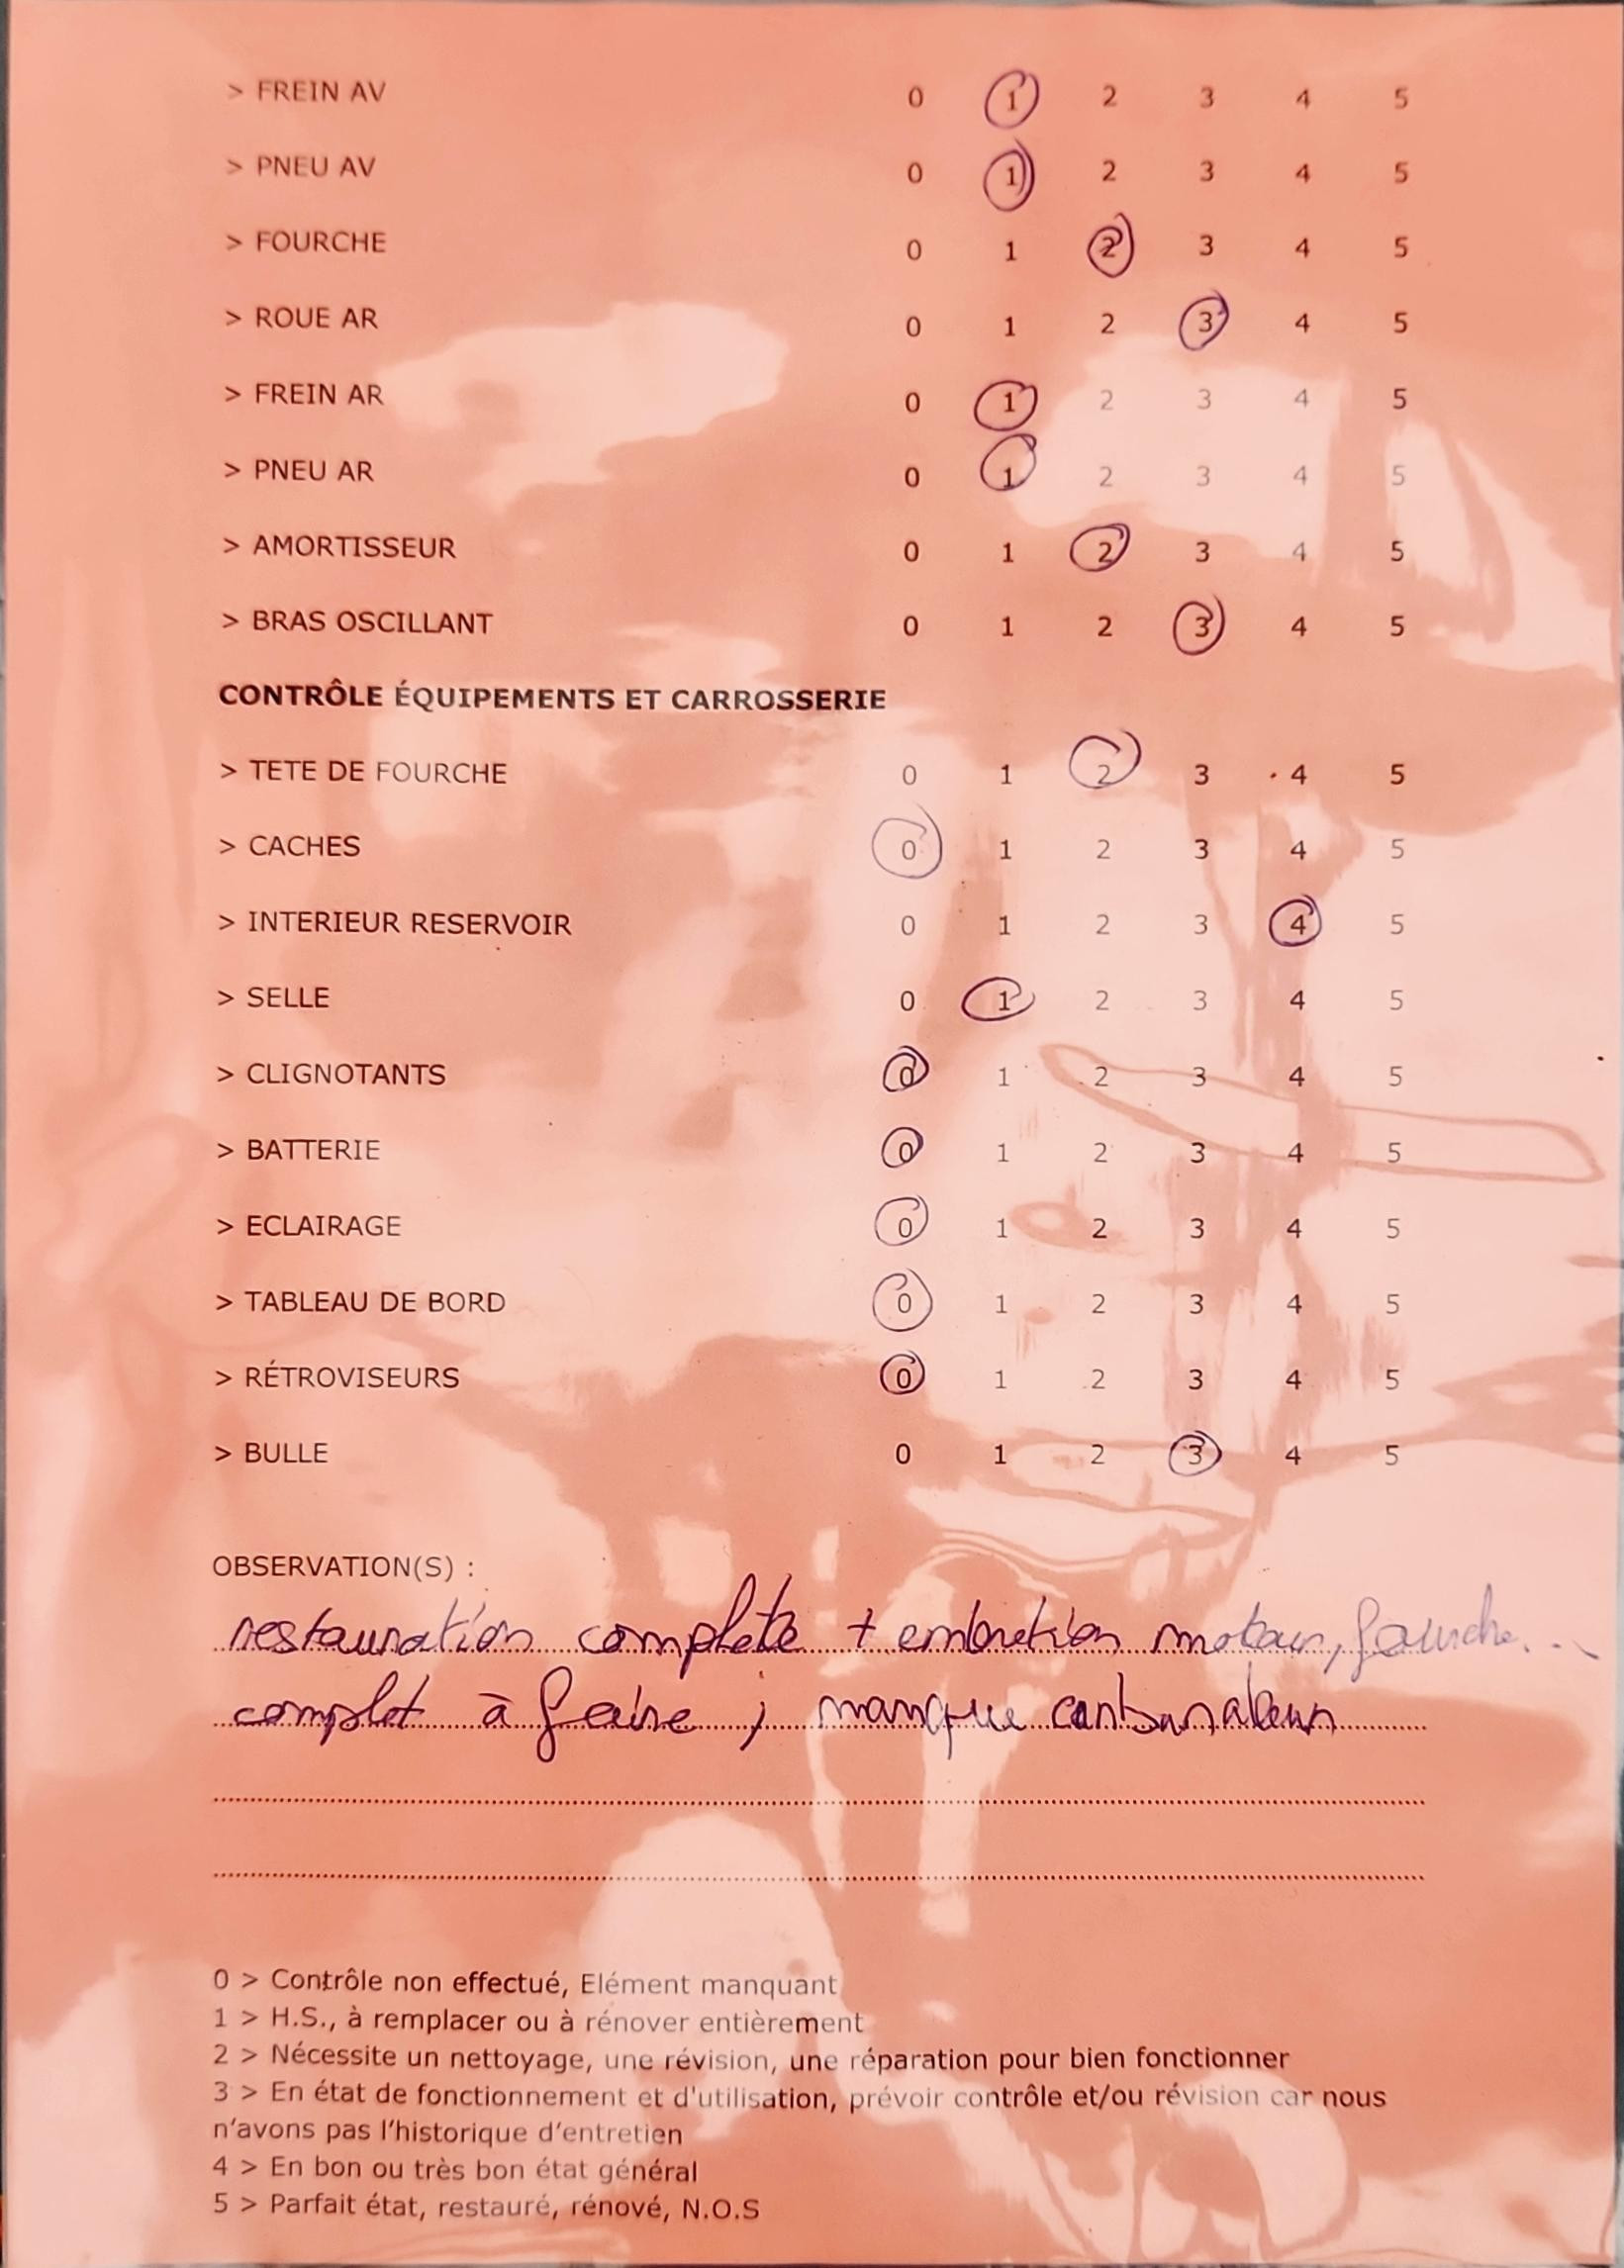 > FREIN AV 0 1 2 3 4 5
> PNEU AV 0 1 2 3 4 5
> FOURCHE 0 1 2 3 4 5
> ROUE AR 0 1 2 3 4 5
> FREIN AR 0 1 2 3 4 5
> PNEU AR 0 1 2 3 4 5
> AMORTISSEUR 0 1 2 3 4 5
> BRAS OSCILLANT 0 1 2 3 4 5
CONTRÔLE ÉQUIPEMENTS ET CARROSSERIE
> TETE DE FOURCHE 0 1 2 3 4 5
> CACHES 0 1 2 3 4 5
> INTERIEUR RESERVOIR 0 1 2 3 4 5
> SELLE 0 1 2 3 4 5
> CLIGNOTANTS 0 1 2 3 4 5
> BATTERIE 0 1 2 3 4 5
> ECLAIRAGE 0 1 2 3 4 5
> TABLEAU DE BORD 0 1 2 3 4 5
> RÉTROVISEURS 0 1 2 3 4 5
> BULLE 0 1 2 3 4 5
OBSERVATION(S) :
restauration complète + entretien moteur, fourche...
complet à faire ; manque carburateur
0 > Contrôle non effectué, Elément manquant
1 > H.S., à remplacer ou à rénover entièrement
2 > Nécessite un nettoyage, une révision, une réparation pour bien fonctionner
3 > En état de fonctionnement et d'utilisation, prévoir contrôle et/ou révision car nous
n'avons pas l'historique d'entretien
4 > En bon ou très bon état général
5 > Parfait état, restauré, rénové, N.O.S